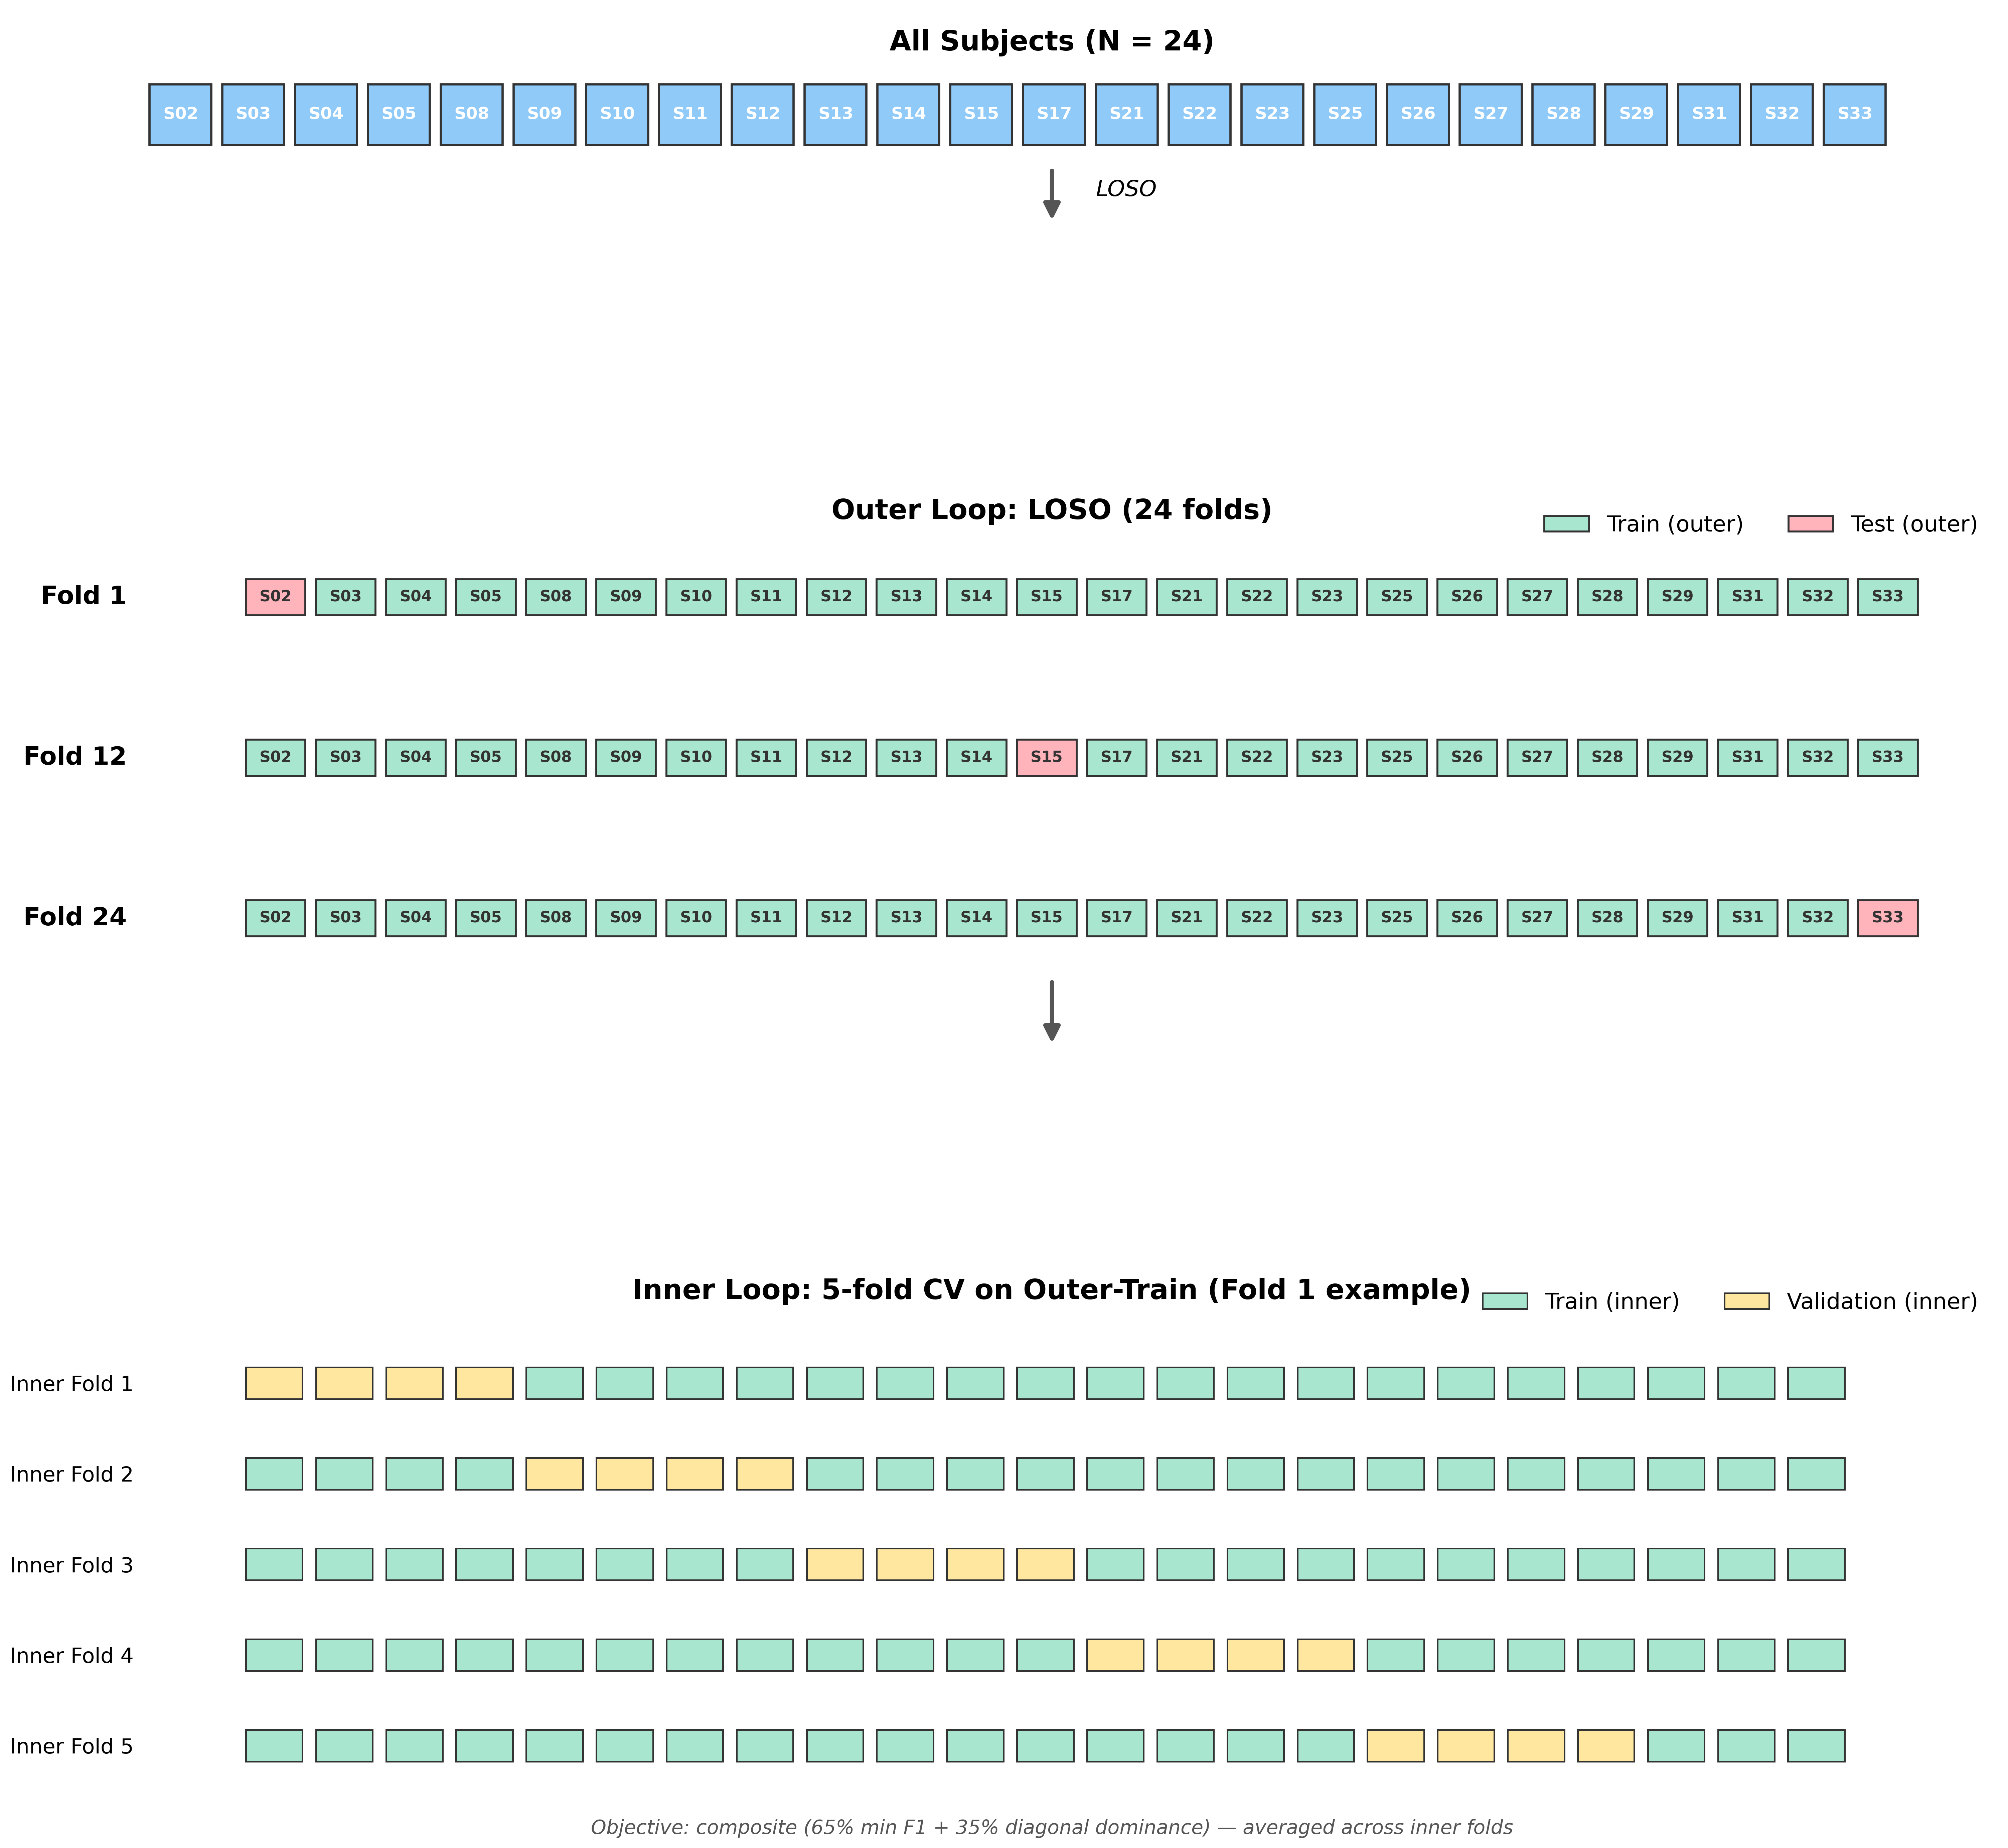 All Subjects (N = 24)
S02 S03 S04 S05 S08 S09 S10 S11 S12 S13 S14 S15 S17 S21 S22 S23 S25 S26 S27 S28 S29 S31 S32 S33
LOSO
Outer Loop: LOSO (24 folds)
Train (outer) Test (outer)
Fold 1 S02 S03 S04 S05 S08 S09 S10 S11 S12 S13 S14 S15 S17 S21 S22 S23 S25 S26 S27 S28 S29 S31 S32 S33
Fold 12 S02 S03 S04 S05 S08 S09 S10 S11 S12 S13 S14 S15 S17 S21 S22 S23 S25 S26 S27 S28 S29 S31 S32 S33
Fold 24 S02 S03 S04 S05 S08 S09 S10 S11 S12 S13 S14 S15 S17 S21 S22 S23 S25 S26 S27 S28 S29 S31 S32 S33
Inner Loop: 5-fold CV on Outer-Train (Fold 1 example)
Train (inner) Validation (inner)
Inner Fold 1
Inner Fold 2
Inner Fold 3
Inner Fold 4
Inner Fold 5
Objective: composite (65% min F1 + 35% diagonal dominance) — averaged across inner folds